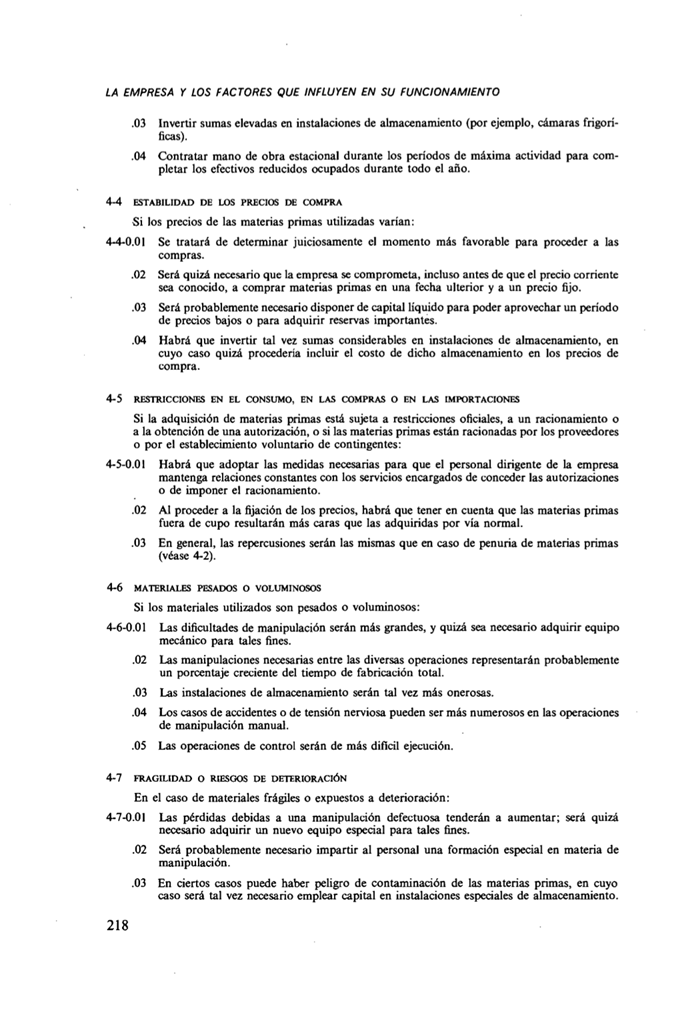 LA EMPRESA Y LOS FACTORES QUE INFLUYEN EN SU FUNCIONAMIENTO
.03 Invertir sumas elevadas en instalaciones de almacenamiento (por ejemplo, cámaras frigorí-
ficas).
.04 Contratar mano de obra estacional durante los períodos de máxima actividad para com-
pletar los efectivos reducidos ocupados durante todo el año.
4-4 ESTABILIDAD DE LOS PRECIOS DE COMPRA
Si los precios de las materias primas utilizadas varían:
4-4-0.01 Se tratará de determinar juiciosamente el momento más favorable para proceder a las
compras.
.02 Será quizá necesario que la empresa se comprometa, incluso antes de que el precio corriente
sea conocido, a comprar materias primas en una fecha ulterior y a un precio fijo.
.03 Será probablemente necesario disponer de capital líquido para poder aprovechar un período
de precios bajos o para adquirir reservas importantes.
.04 Habrá que invertir tal vez sumas considerables en instalaciones de almacenamiento, en
cuyo caso quizá procedería incluir el costo de dicho almacenamiento en los precios de
compra.
4-5 RESTRICCIONES EN EL CONSUMO, EN LAS COMPRAS O EN LAS IMPORTACIONES
Si la adquisición de materias primas está sujeta a restricciones oficiales, a un racionamiento o
a la obtención de una autorización, o si las materias primas están racionadas por los proveedores
o por el establecimiento voluntario de contingentes:
4-5-0.01 Habrá que adoptar las medidas necesarias para que el personal dirigente de la empresa
mantenga relaciones constantes con los servicios encargados de conceder las autorizaciones
o de imponer el racionamiento.
.02 Al proceder a la fijación de los precios, habrá que tener en cuenta que las materias primas
fuera de cupo resultarán más caras que las adquiridas por vía normal.
.03 En general, las repercusiones serán las mismas que en caso de penuria de materias primas
(véase 4-2).
4-6 MATERIALES PESADOS O VOLUMINOSOS
Si los materiales utilizados son pesados o voluminosos:
4-6-0.01 Las dificultades de manipulación serán más grandes, y quizá sea necesario adquirir equipo
mecánico para tales fines.
.02 Las manipulaciones necesarias entre las diversas operaciones representarán probablemente
un porcentaje creciente del tiempo de fabricación total.
.03 Las instalaciones de almacenamiento serán tal vez más onerosas.
.04 Los casos de accidentes o de tensión nerviosa pueden ser más numerosos en las operaciones
de manipulación manual.
.05 Las operaciones de control serán de más difícil ejecución.
4-7 FRAGILIDAD O RIESGOS DE DETERIORACIÓN
En el caso de materiales frágiles o expuestos a deterioración:
4-7-0.01 Las pérdidas debidas a una manipulación defectuosa tenderán a aumentar; será quizá
necesario adquirir un nuevo equipo especial para tales fines.
.02 Será probablemente necesario impartir al personal una formación especial en materia de
manipulación.
.03 En ciertos casos puede haber peligro de contaminación de las materias primas, en cuyo
caso será tal vez necesario emplear capital en instalaciones especiales de almacenamiento.
218